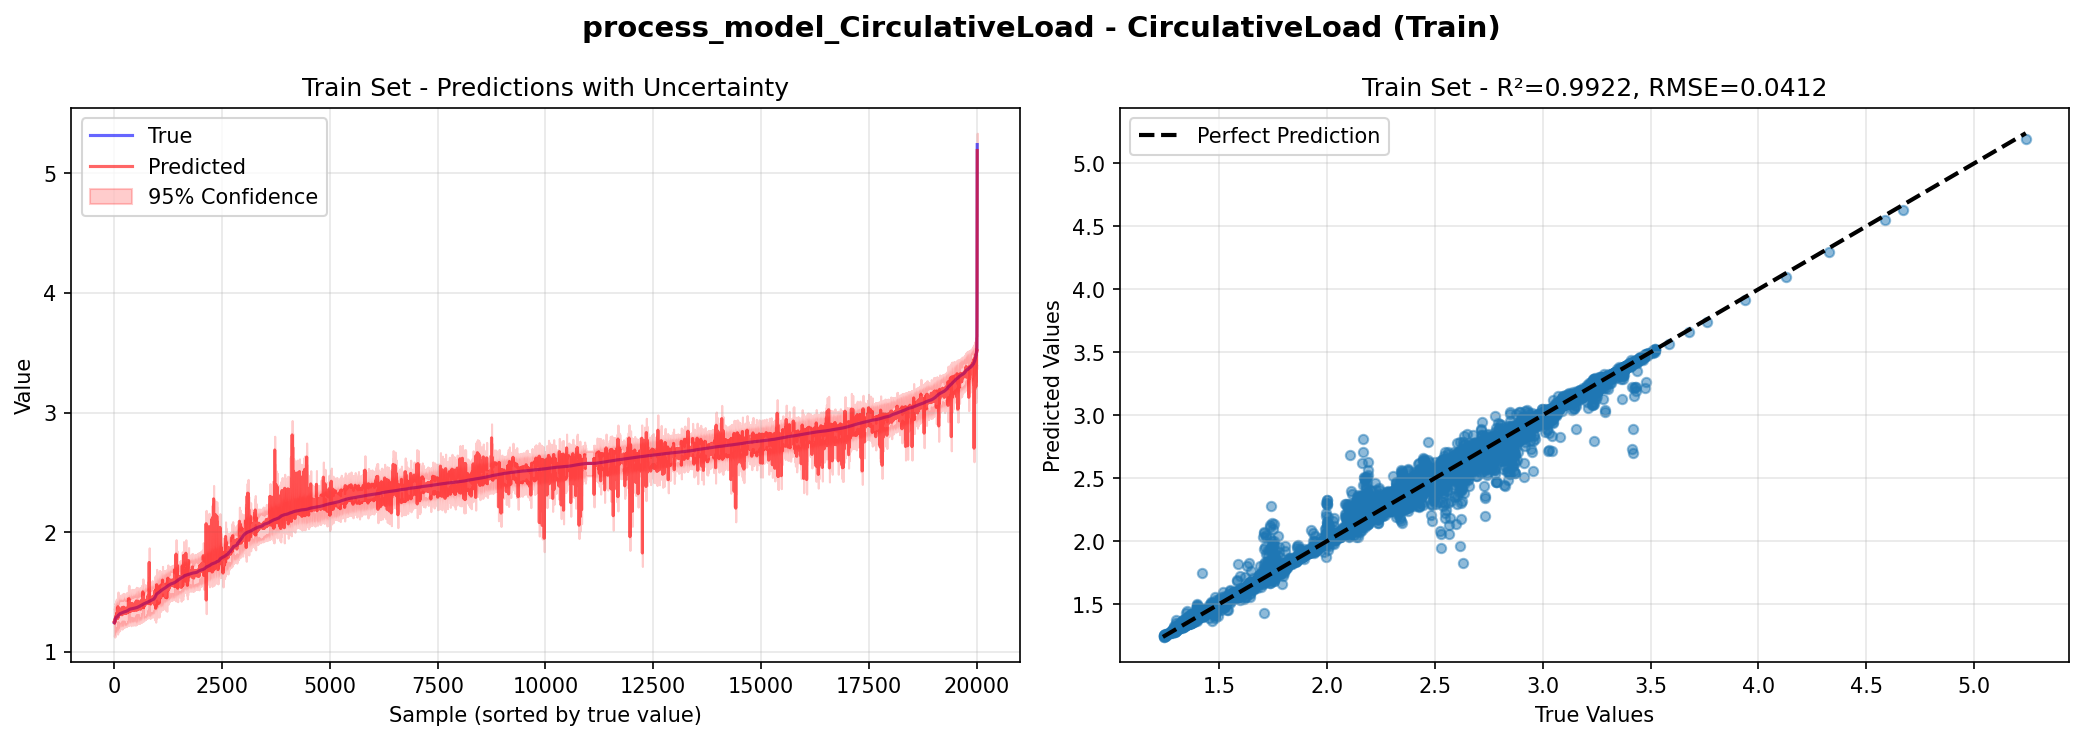 process_model_CirculativeLoad - CirculativeLoad (Train)
Train Set - Predictions with Uncertainty
True
Predicted
95% Confidence
Value
5
4
3
2
1
0 2500 5000 7500 10000 12500 15000 17500 20000
Sample (sorted by true value)
Train Set - R²=0.9922, RMSE=0.0412
Perfect Prediction
Predicted Values
5.0
4.5
4.0
3.5
3.0
2.5
2.0
1.5
1.5 2.0 2.5 3.0 3.5 4.0 4.5 5.0
True Values